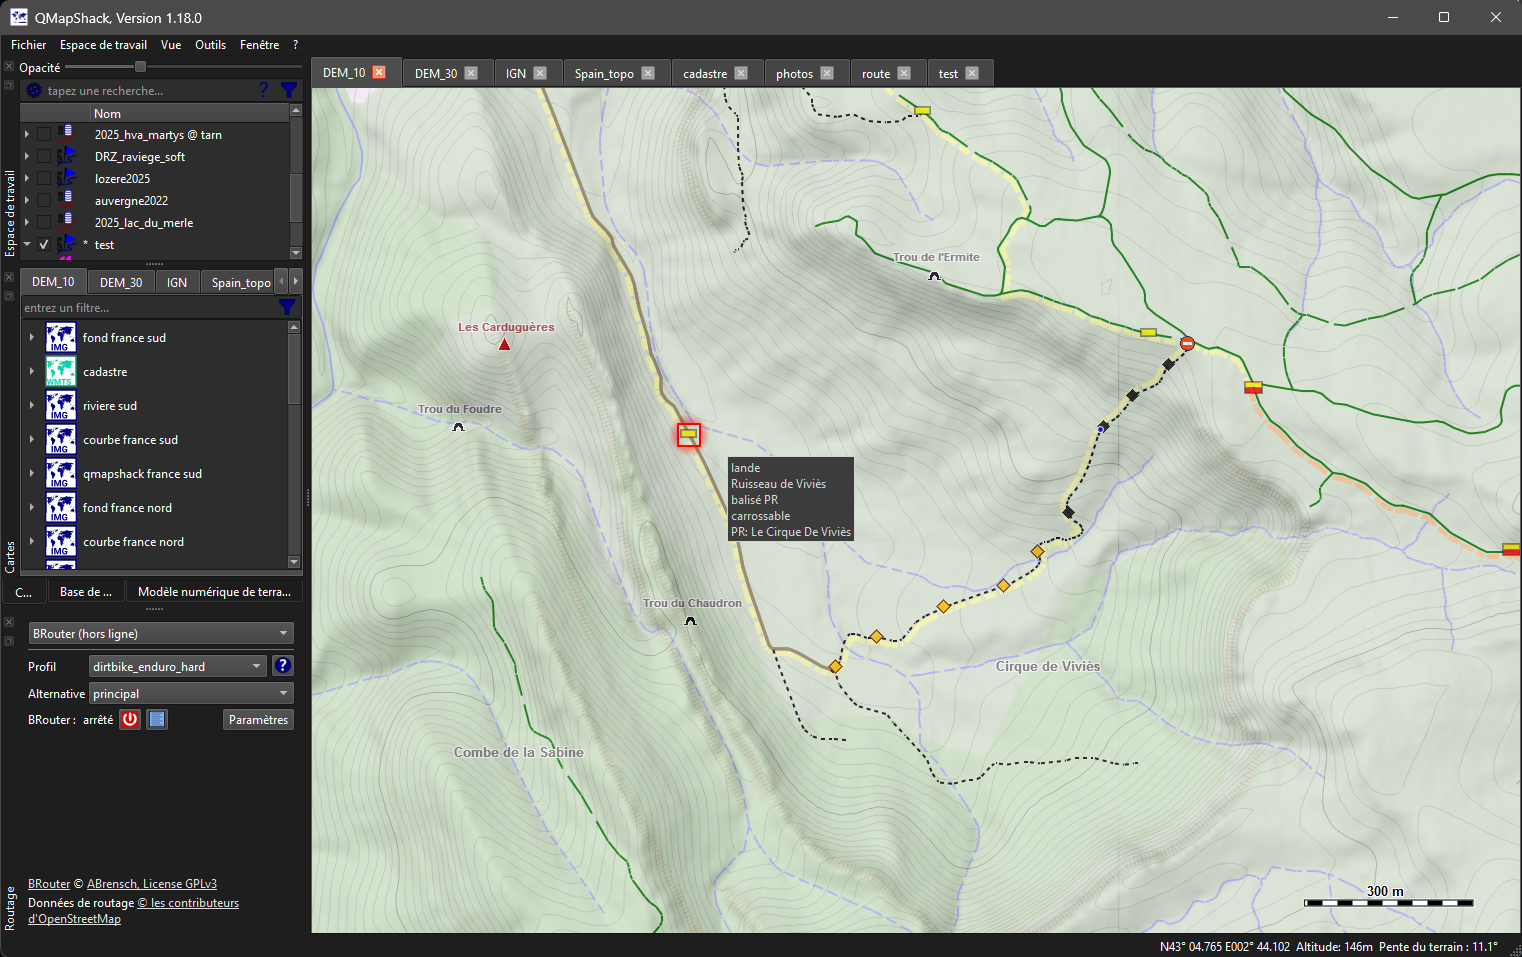 QMapShack, Version 1.18.0
Fichier Espace de travail Vue Outils Fenêtre ?
Opacité
tapez une recherche...
?
Nom
2025_hva_martys @ tarn
DRZ_raviege_soft
lozere2025
auvergne2022
2025_lac_du_merle
* test
Espace de travail
DEM_10 DEM_30 IGN Spain_topo
entrez un filtre...
IMG fond france sud
WMTS cadastre
IMG riviere sud
IMG courbe france sud
IMG qmapshack france sud
IMG fond france nord
IMG courbe france nord
Cartes
C... Base de ... Modèle numérique de terra...
BRouter (hors ligne)
Profil dirtbike_enduro_hard ?
Alternative principal
BRouter : arrêté Paramètres
BRouter © ABrensch, License GPLv3
Données de routage © les contributeurs
d'OpenStreetMap
Routage
DEM_10 DEM_30 IGN Spain_topo cadastre photos route test
Trou de l'Ermite
Les Carduguères
Trou du Foudre
lande
Ruisseau de Viviès
balisé PR
carrossable
PR: Le Cirque De Viviès
Trou du Chaudron
Cirque de Viviès
Combe de la Sabine
300 m
N43° 04.765 E002° 44.102 Altitude: 146m Pente du terrain : 11.1°